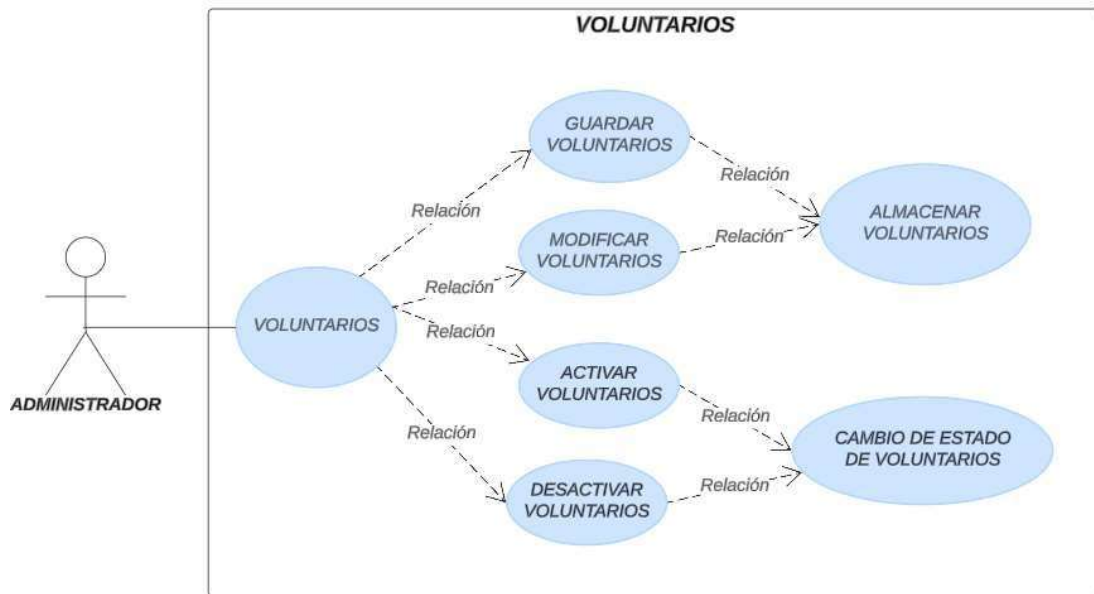 VOLUNTARIOS
GUARDAR
VOLUNTARIOS
Relación
ALMACENAR
VOLUNTARIOS
Relación
MODIFICAR
VOLUNTARIOS
Relación
Relación
VOLUNTARIOS
Relación
ACTIVAR
VOLUNTARIOS
ADMINISTRADOR
Relación
Relación
CAMBIO DE ESTADO
DE VOLUNTARIOS
DESACTIVAR
VOLUNTARIOS
Relación